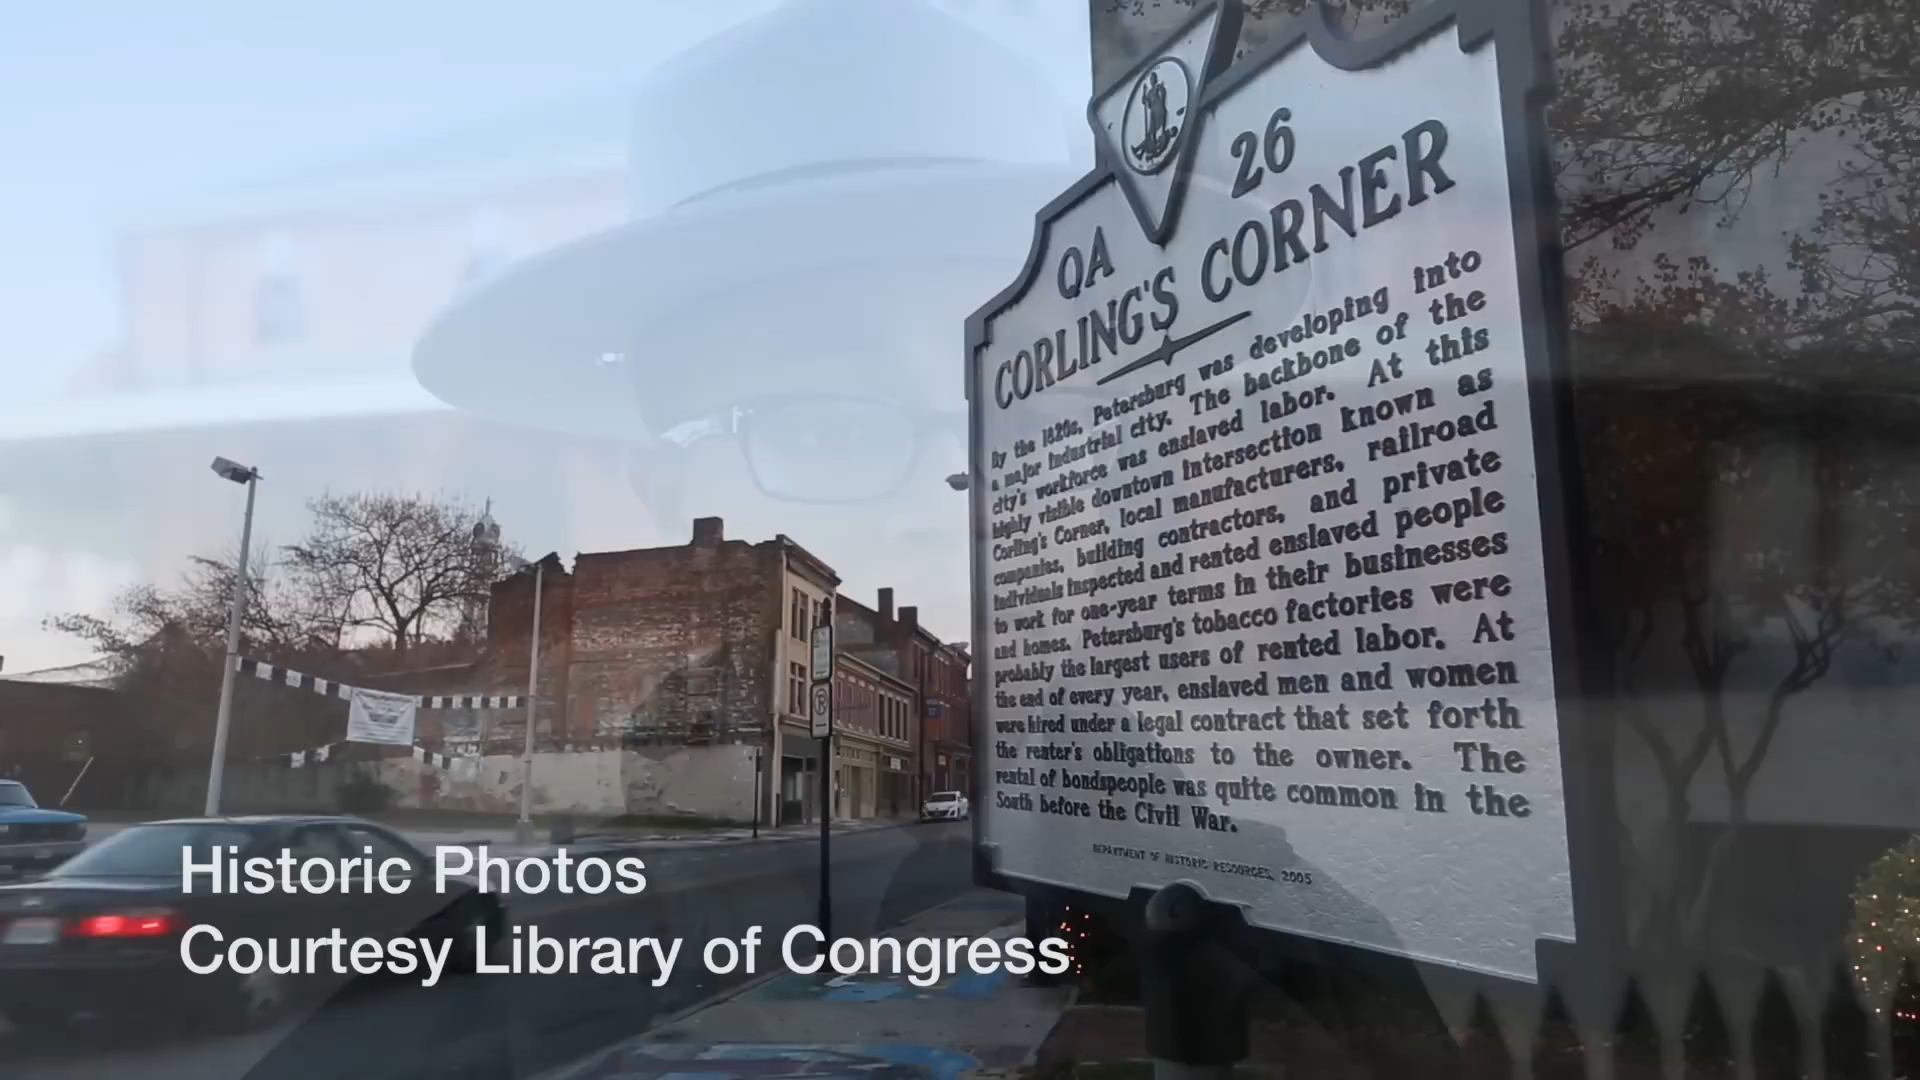 QA 26
CORLING'S CORNER
By the 1820s, Petersburg was developing into
a major industrial city. The backbone of the
city's workforce was enslaved labor. At this
highly visible downtown intersection known as
Corling's Corner, local manufacturers, railroad
companies, building contractors, and private
individuals inspected and rented enslaved people
to work for one-year terms in their businesses
and homes. Petersburg's tobacco factories were
probably the largest users of rented labor. At
the end of every year, enslaved men and women
were hired under a legal contract that set forth
the renter's obligations to the owner. The
rental of bondspeople was quite common in the
South before the Civil War.
DEPARTMENT OF HISTORIC RESOURCES, 2005
Historic Photos
Courtesy Library of Congress